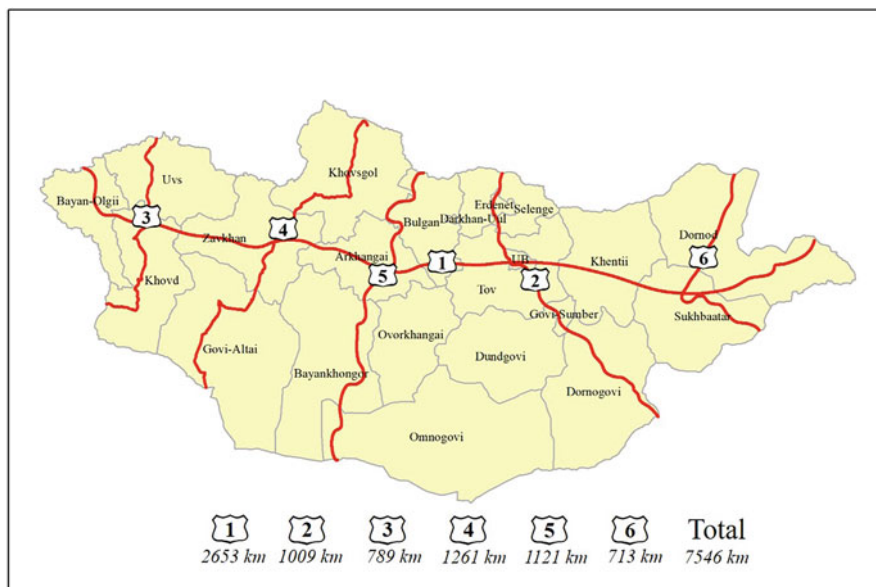 Khovsgol
Uvs
Bayan-Olgii
Erdenet
Selenge
3
4
Bulgan
Darkhan-Uul
Zavkhan
Dornod
Arkhangai
UB
Khentii
6
Khovd
5
1
2
Tov
Govi-Sumber
Sukhbaatar
Ovorkhangai
Govi-Altai
Dundgovi
Bayankhongor
Dornogovi
Omnogovi
1 2 3 4 5 6 Total
2653 km 1009 km 789 km 1261 km 1121 km 713 km 7546 km